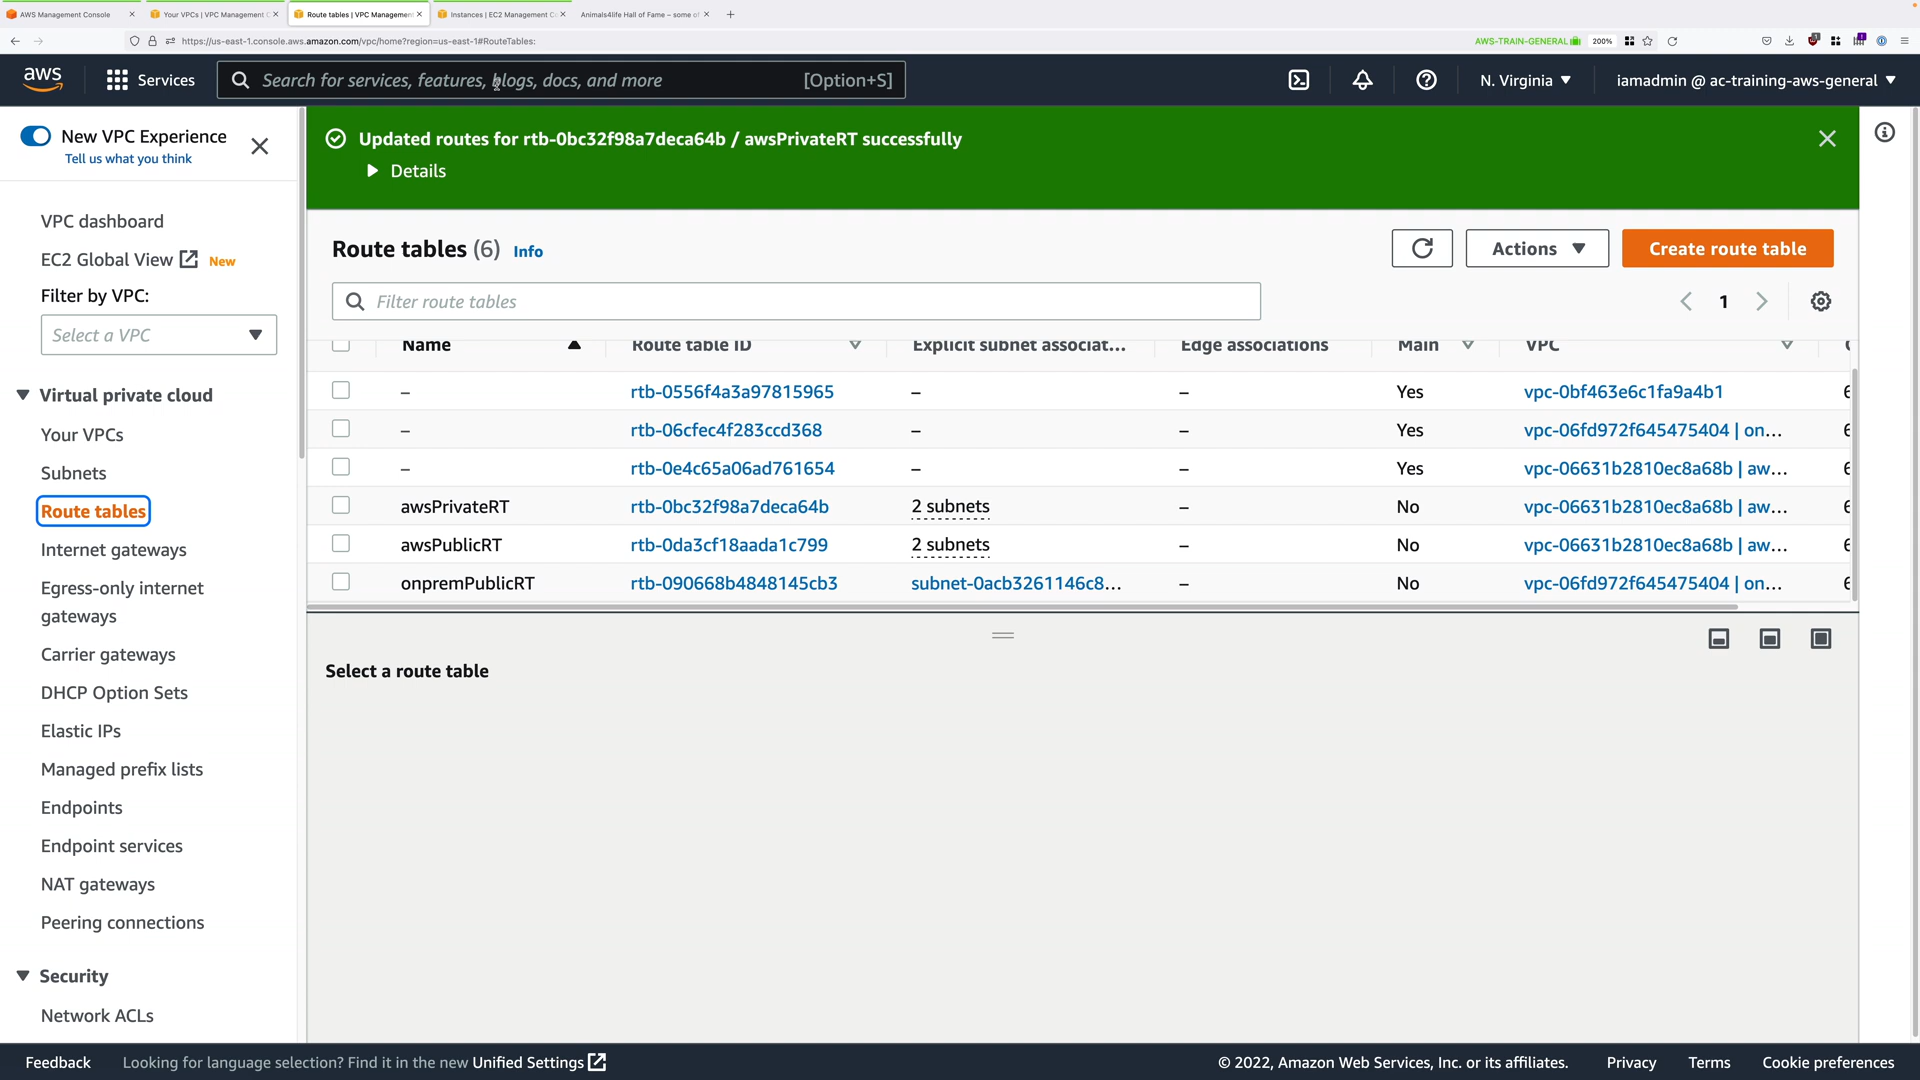 AWS Management Console
Your VPCs | VPC Management C
Route tables | VPC Management
Instances | EC2 Management Co
Animals4life Hall of Fame – some of
https://us-east-1.console.aws.amazon.com/vpc/home?region=us-east-1#RouteTables:
AWS-TRAIN-GENERAL
200%
aws
Services
Search for services, features, blogs, docs, and more
[Option+S]
N. Virginia
iamadmin @ ac-training-aws-general
New VPC Experience
Tell us what you think
VPC dashboard
EC2 Global View New
Filter by VPC:
Select a VPC
Virtual private cloud
Your VPCs
Subnets
Route tables
Internet gateways
Egress-only internet
gateways
Carrier gateways
DHCP Option Sets
Elastic IPs
Managed prefix lists
Endpoints
Endpoint services
NAT gateways
Peering connections
Security
Network ACLs
Updated routes for rtb-0bc32f98a7deca64b / awsPrivateRT successfully
Details
Route tables (6) Info
Actions
Create route table
Filter route tables
1
Name Route table ID Explicit subnet associat... Edge associations Main VPC
– rtb-0556f4a3a97815965 – – Yes vpc-0bf463e6c1fa9a4b1
– rtb-06cfec4f283ccd368 – – Yes vpc-06fd972f645475404 | on...
– rtb-0e4c65a06ad761654 – – Yes vpc-06631b2810ec8a68b | aw...
awsPrivateRT rtb-0bc32f98a7deca64b 2 subnets – No vpc-06631b2810ec8a68b | aw...
awsPublicRT rtb-0da3cf18aada1c799 2 subnets – No vpc-06631b2810ec8a68b | aw...
onpremPublicRT rtb-090668b4848145cb3 subnet-0acb3261146c8... – No vpc-06fd972f645475404 | on...
Select a route table
Feedback
Looking for language selection? Find it in the new Unified Settings
© 2022, Amazon Web Services, Inc. or its affiliates.
Privacy
Terms
Cookie preferences